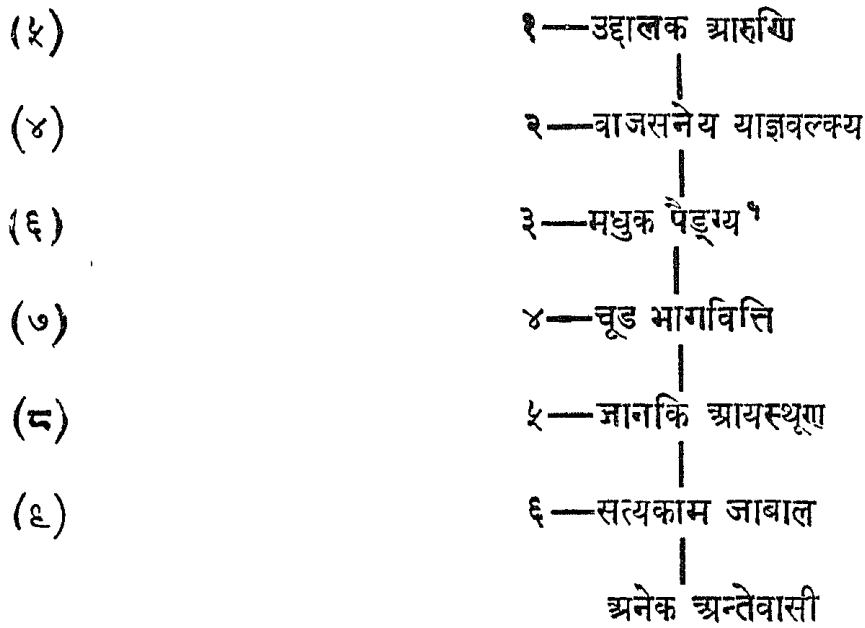 (५) १—उद्दालक आरुणि
(४) २—वाजसनेय याज्ञवल्क्य
(६) ३—मधुक पैङ्ग्य ५
(७) ४—चूड भागवित्ति
(८) ५—जानकि आयस्थूण
(९) ६—सत्यकाम जाबाल
अनेक अन्तेवासी